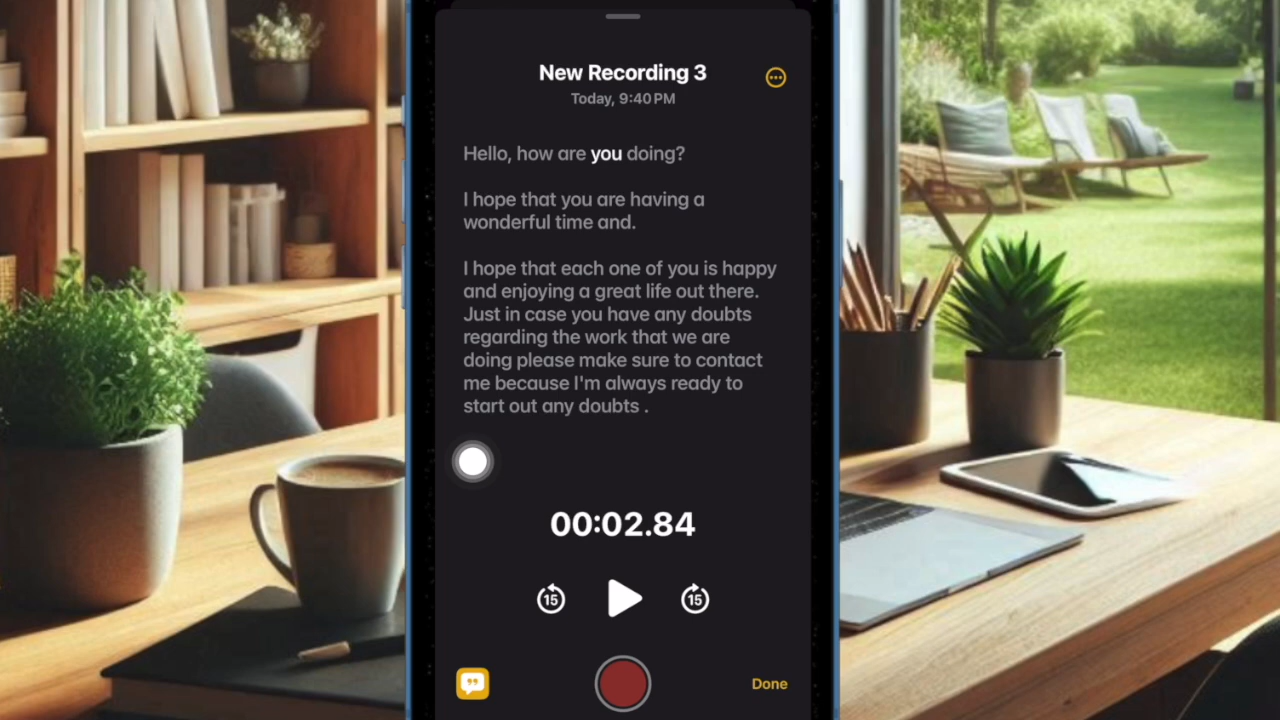 New Recording 3
Today, 9:40 PM
Hello, how are you doing?
I hope that you are having a
wonderful time and.
I hope that each one of you is happy
and enjoying a great life out there.
Just in case you have any doubts
regarding the work that we are
doing please make sure to contact
me because I'm always ready to
start out any doubts .
00:02.84
15
15
Done